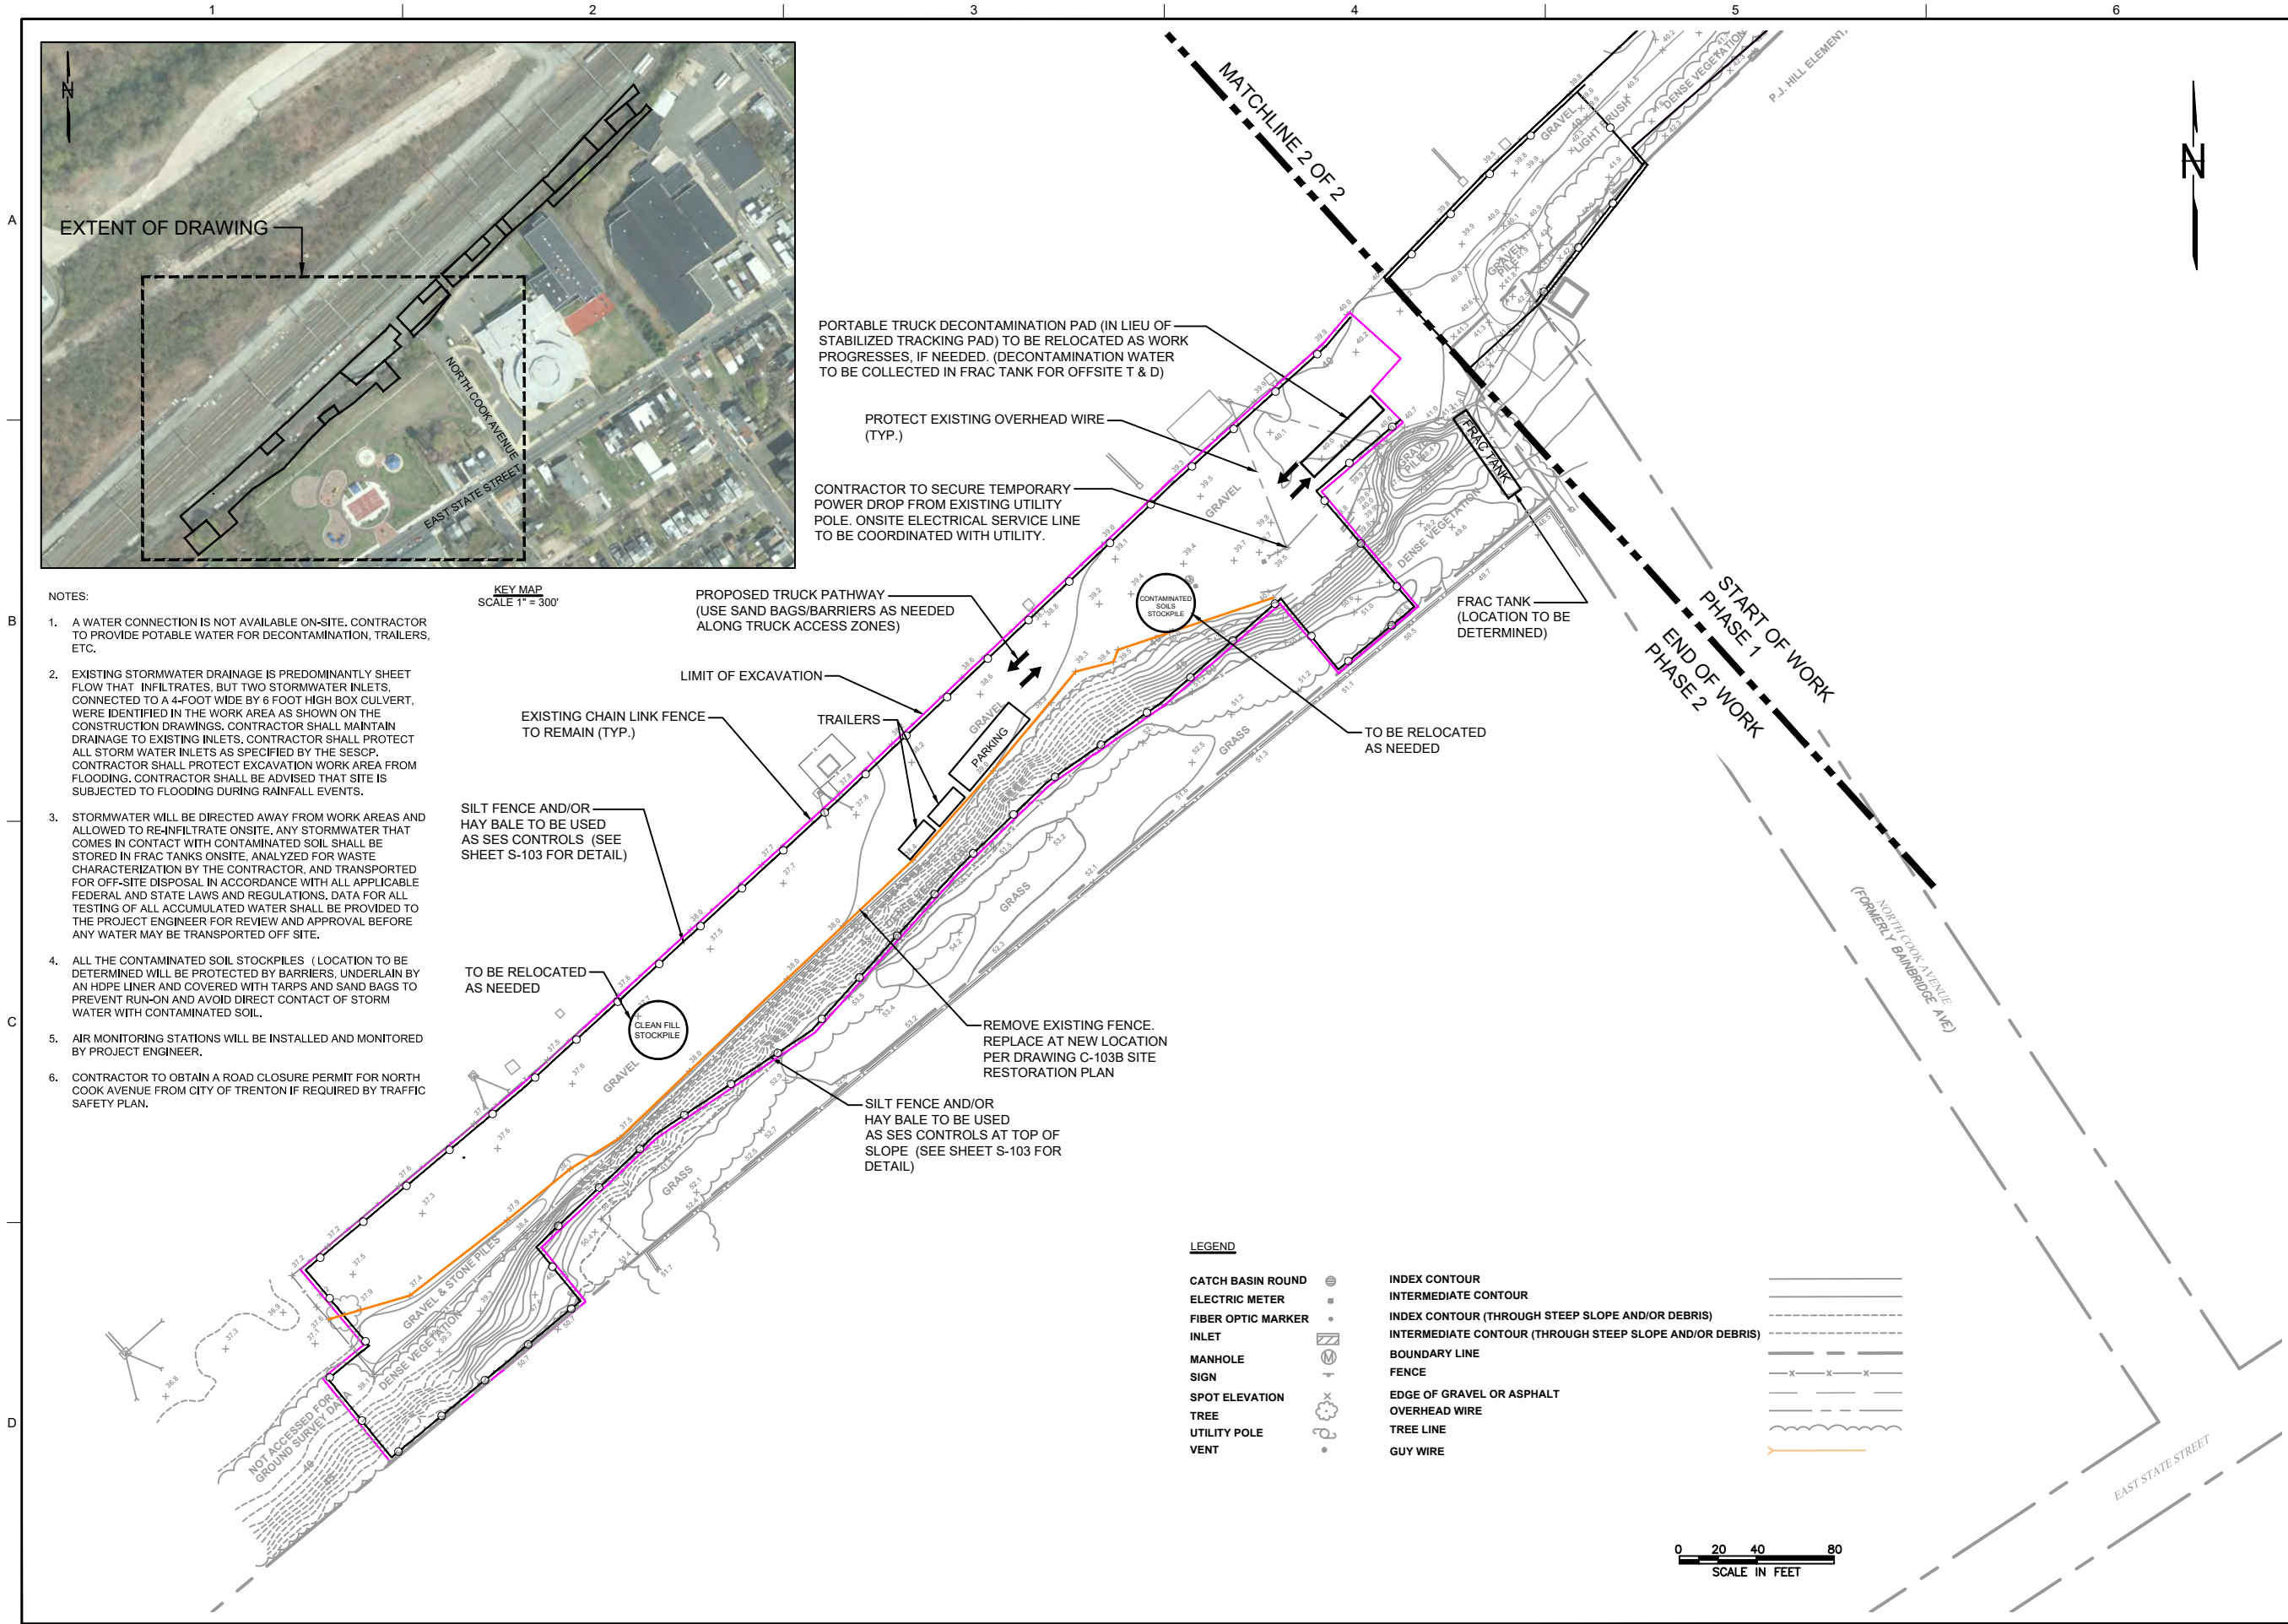 1
2
3
4
5
6
A
B
C
D
N
EXTENT OF DRAWING
NORTH COOK AVENUE
EAST STATE STREET
KEY MAP
SCALE 1" = 300'
NOTES:
1. A WATER CONNECTION IS NOT AVAILABLE ON-SITE. CONTRACTOR
TO PROVIDE POTABLE WATER FOR DECONTAMINATION, TRAILERS,
ETC.
2. EXISTING STORMWATER DRAINAGE IS PREDOMINANTLY SHEET
FLOW THAT INFILTRATES, BUT TWO STORMWATER INLETS,
CONNECTED TO A 4-FOOT WIDE BY 6 FOOT HIGH BOX CULVERT,
WERE IDENTIFIED IN THE WORK AREA AS SHOWN ON THE
CONSTRUCTION DRAWINGS. CONTRACTOR SHALL MAINTAIN
DRAINAGE TO EXISTING INLETS. CONTRACTOR SHALL PROTECT
ALL STORM WATER INLETS AS SPECIFIED BY THE SESCP.
CONTRACTOR SHALL PROTECT EXCAVATION WORK AREA FROM
FLOODING. CONTRACTOR SHALL BE ADVISED THAT SITE IS
SUBJECTED TO FLOODING DURING RAINFALL EVENTS.
3. STORMWATER WILL BE DIRECTED AWAY FROM WORK AREAS AND
ALLOWED TO RE-INFILTRATE ONSITE. ANY STORMWATER THAT
COMES IN CONTACT WITH CONTAMINATED SOIL SHALL BE
STORED IN FRAC TANKS ONSITE, ANALYZED FOR WASTE
CHARACTERIZATION BY THE CONTRACTOR, AND TRANSPORTED
FOR OFF-SITE DISPOSAL IN ACCORDANCE WITH ALL APPLICABLE
FEDERAL AND STATE LAWS AND REGULATIONS. DATA FOR ALL
TESTING OF ALL ACCUMULATED WATER SHALL BE PROVIDED TO
THE PROJECT ENGINEER FOR REVIEW AND APPROVAL BEFORE
ANY WATER MAY BE TRANSPORTED OFF SITE.
4. ALL THE CONTAMINATED SOIL STOCKPILES (LOCATION TO BE
DETERMINED WILL BE PROTECTED BY BARRIERS, UNDERLAIN BY
AN HDPE LINER AND COVERED WITH TARPS AND SAND BAGS TO
PREVENT RUN-ON AND AVOID DIRECT CONTACT OF STORM
WATER WITH CONTAMINATED SOIL.
5. AIR MONITORING STATIONS WILL BE INSTALLED AND MONITORED
BY PROJECT ENGINEER.
6. CONTRACTOR TO OBTAIN A ROAD CLOSURE PERMIT FOR NORTH
COOK AVENUE FROM CITY OF TRENTON IF REQUIRED BY TRAFFIC
SAFETY PLAN.
MATCHLINE 2 OF 2
P.J. HILL ELEMENT
N
PORTABLE TRUCK DECONTAMINATION PAD (IN LIEU OF
STABILIZED TRACKING PAD) TO BE RELOCATED AS WORK
PROGRESSES, IF NEEDED. (DECONTAMINATION WATER
TO BE COLLECTED IN FRAC TANK FOR OFFSITE T & D)
PROTECT EXISTING OVERHEAD WIRE
(TYP.)
CONTRACTOR TO SECURE TEMPORARY
POWER DROP FROM EXISTING UTILITY
POLE. ONSITE ELECTRICAL SERVICE LINE
TO BE COORDINATED WITH UTILITY.
PROPOSED TRUCK PATHWAY
(USE SAND BAGS/BARRIERS AS NEEDED
ALONG TRUCK ACCESS ZONES)
LIMIT OF EXCAVATION
EXISTING CHAIN LINK FENCE
TO REMAIN (TYP.)
TRAILERS
PARKING
SILT FENCE AND/OR
HAY BALE TO BE USED
AS SES CONTROLS (SEE
SHEET S-103 FOR DETAIL)
TO BE RELOCATED
AS NEEDED
CLEAN FILL
STOCKPILE
CONTAMINATED
SOILS
STOCKPILE
TO BE RELOCATED
AS NEEDED
FRAC TANK
FRAC TANK
(LOCATION TO BE
DETERMINED)
REMOVE EXISTING FENCE.
REPLACE AT NEW LOCATION
PER DRAWING C-103B SITE
RESTORATION PLAN
SILT FENCE AND/OR
HAY BALE TO BE USED
AS SES CONTROLS AT TOP OF
SLOPE (SEE SHEET S-103 FOR
DETAIL)
START OF WORK
PHASE 1
END OF WORK
PHASE 2
NORTH COOK AVENUE
(FORMERLY BAINBRIDGE AVE)
EAST STATE STREET
GRAVEL
LIGHT BRUSH
DENSE VEGETATION
GRAVEL
PILE
GRAVEL
PILE
DENSE VEGETATION
GRAVEL
GRAVEL
GRAVEL
GRASS
GRASS
GRASS
DENSE VEGETATION
GRAVEL & STONE PILES
DENSE VEGETATION
NOT ACCESSED FOR
GROUND SURVEY DATA
LEGEND
CATCH BASIN ROUND
ELECTRIC METER
FIBER OPTIC MARKER
INLET
MANHOLE
M
SIGN
SPOT ELEVATION
TREE
UTILITY POLE
VENT
INDEX CONTOUR
INTERMEDIATE CONTOUR
INDEX CONTOUR (THROUGH STEEP SLOPE AND/OR DEBRIS)
INTERMEDIATE CONTOUR (THROUGH STEEP SLOPE AND/OR DEBRIS)
BOUNDARY LINE
FENCE
EDGE OF GRAVEL OR ASPHALT
OVERHEAD WIRE
TREE LINE
GUY WIRE
0 20 40 80
SCALE IN FEET